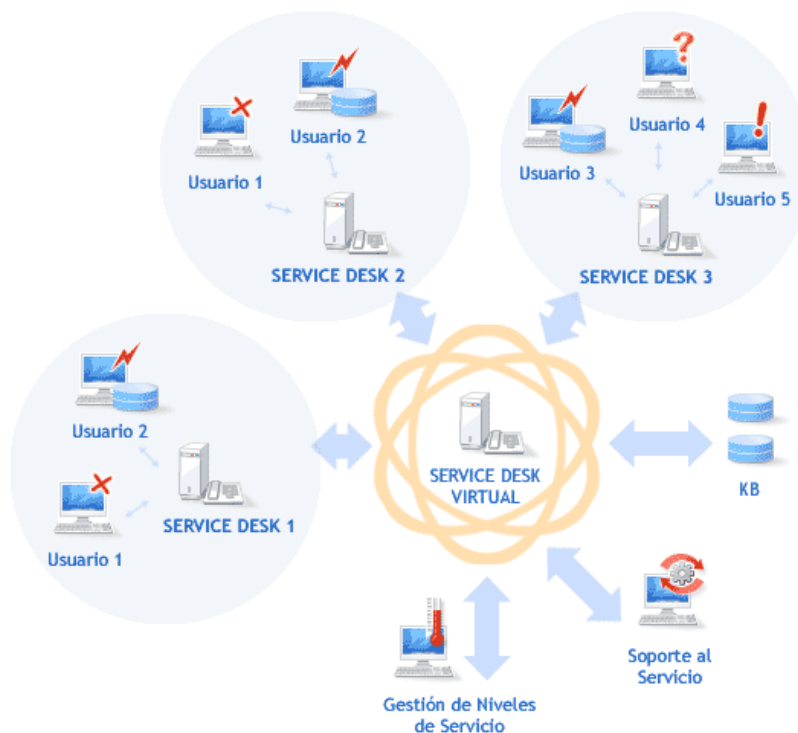 Usuario 2
Usuario 1
SERVICE DESK 2
Usuario 4
Usuario 3
Usuario 5
SERVICE DESK 3
Usuario 2
SERVICE DESK 1
Usuario 1
SERVICE DESK
VIRTUAL
KB
Soporte al
Servicio
Gestión de Niveles
de Servicio